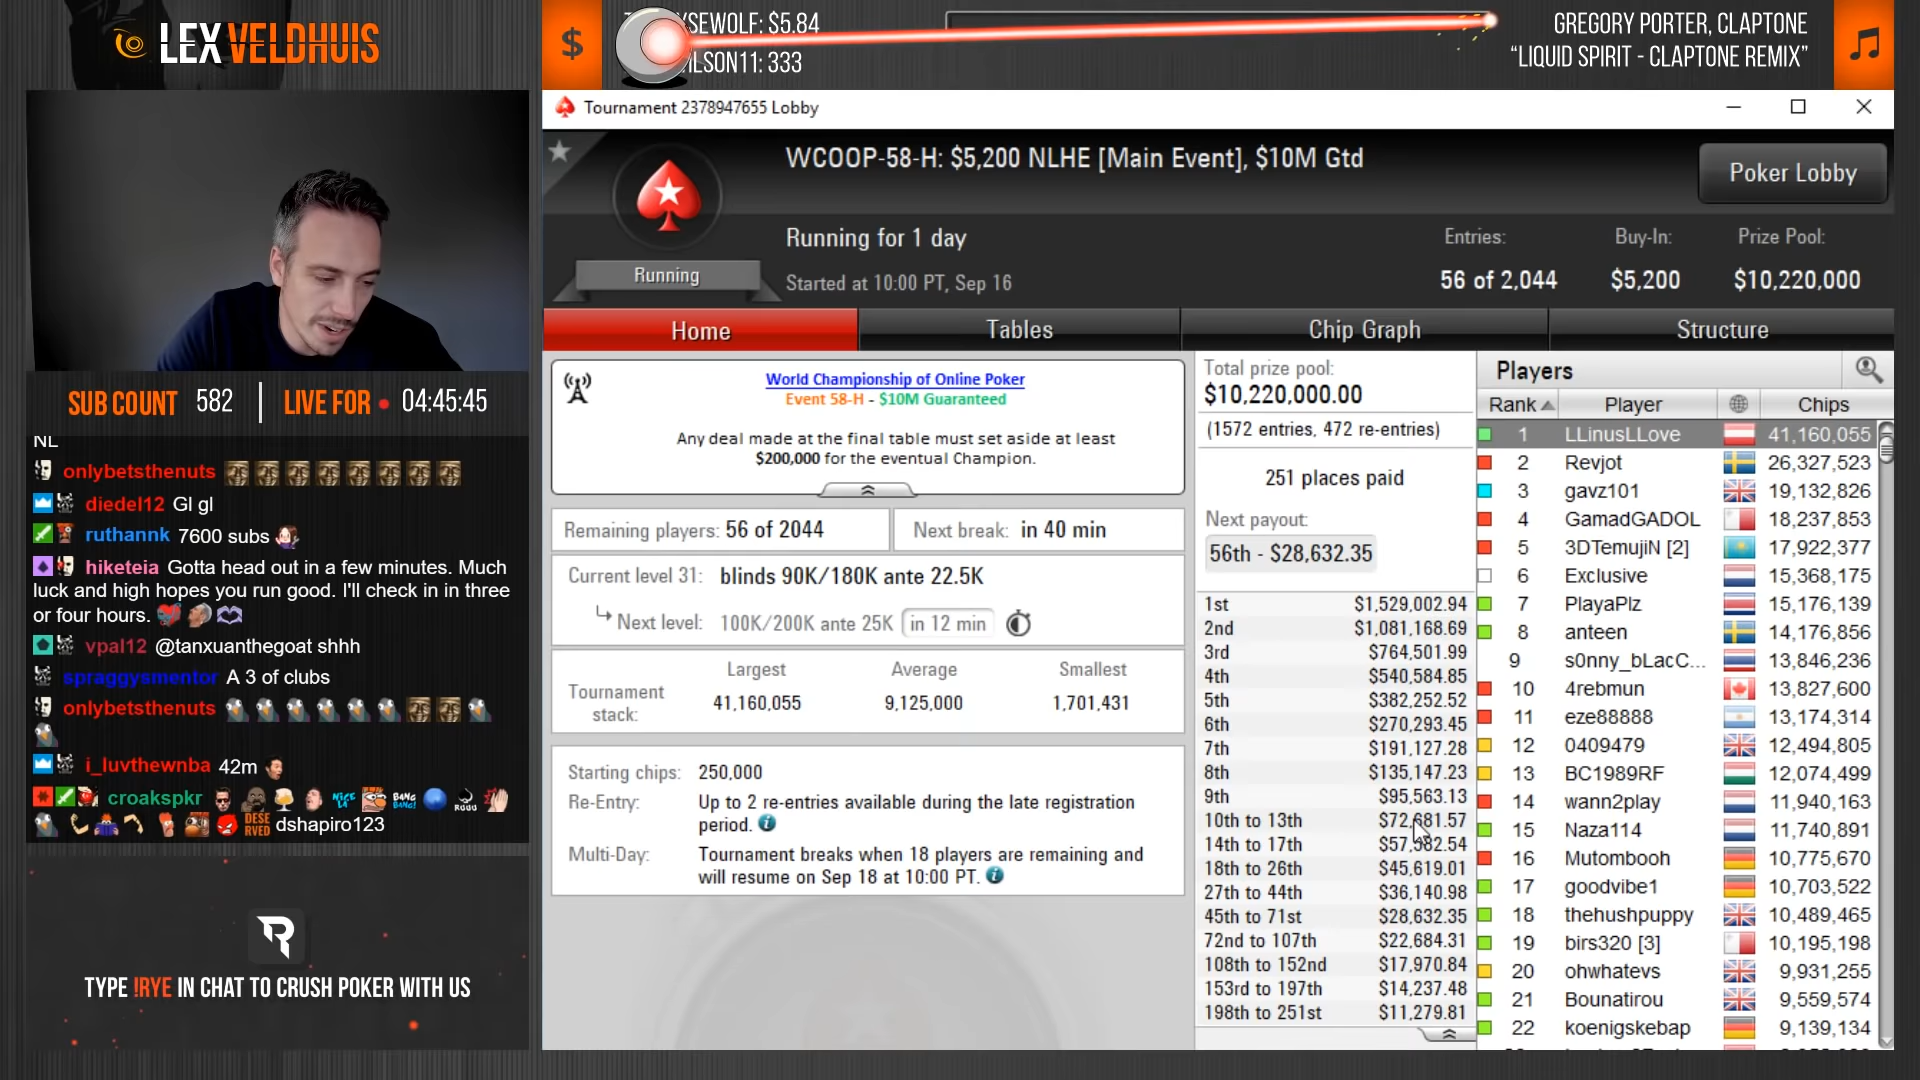 LEX VELDHUIS
$
SEWOLF: $5.84
ILSON11: 333
GREGORY PORTER, CLAPTONE
“LIQUID SPIRIT - CLAPTONE REMIX”
SUB COUNT 582 | LIVE FOR • 04:45:45
NL
onlybetsthenuts
diedel12 Gl gl
ruthannk 7600 subs
hiketeia Gotta head out in a few minutes. Much
luck and high hopes you run good. I'll check in in three
or four hours.
vpal12 @tanxuanthegoat shhh
spraggysmentor A 3 of clubs
onlybetsthenuts
i_luvthewnba 42m
croakspkr
dshapiro123
TYPE !RYE IN CHAT TO CRUSH POKER WITH US
Tournament 2378947655 Lobby
WCOOP-58-H: $5,200 NLHE [Main Event], $10M Gtd
Poker Lobby
Running for 1 day
Running
Started at 10:00 PT, Sep 16
Entries: Buy-In: Prize Pool:
56 of 2,044 $5,200 $10,220,000
Home Tables Chip Graph Structure
World Championship of Online Poker
Event 58-H - $10M Guaranteed
Any deal made at the final table must set aside at least
$200,000 for the eventual Champion.
Remaining players: 56 of 2044
Next break: in 40 min
Current level 31: blinds 90K/180K ante 22.5K
Next level: 100K/200K ante 25K in 12 min
Largest Average Smallest
Tournament stack: 41,160,055 9,125,000 1,701,431
Starting chips: 250,000
Re-Entry: Up to 2 re-entries available during the late registration
period.
Multi-Day: Tournament breaks when 18 players are remaining and
will resume on Sep 18 at 10:00 PT.
Total prize pool:
$10,220,000.00
(1572 entries, 472 re-entries)
251 places paid
Next payout:
56th - $28,632.35
1st $1,529,002.94
2nd $1,081,168.69
3rd $764,501.99
4th $540,584.85
5th $382,252.52
6th $270,293.45
7th $191,127.28
8th $135,147.23
9th $95,563.13
10th to 13th $72,681.57
14th to 17th
18th to 26th $45,619.01
27th to 44th $36,140.98
45th to 71st $28,632.35
72nd to 107th $22,684.31
108th to 152nd $17,970.84
153rd to 197th $14,237.48
198th to 251st $11,279.81
Players
Rank Player Chips
1 LLinusLLove 41,160,055
2 Revjot 26,327,523
3 gavz101 19,132,826
4 GamadGADOL 18,237,853
5 3DTemujiN [2] 17,922,377
6 Exclusive 15,368,175
7 PlayaPlz 15,176,139
8 anteen 14,176,856
9 s0nny_bLacC... 13,846,236
10 4rebmun 13,827,600
11 eze88888 13,174,314
12 0409479 12,494,805
13 BC1989RF 12,074,499
14 wann2play 11,940,163
15 Naza114 11,740,891
16 Mutombooh 10,775,670
17 goodvibe1 10,703,522
18 thehushpuppy 10,489,465
19 birs320 [3] 10,195,198
20 ohwhatevs 9,931,255
21 Bounatirou 9,559,574
22 koenigskebap 9,139,134